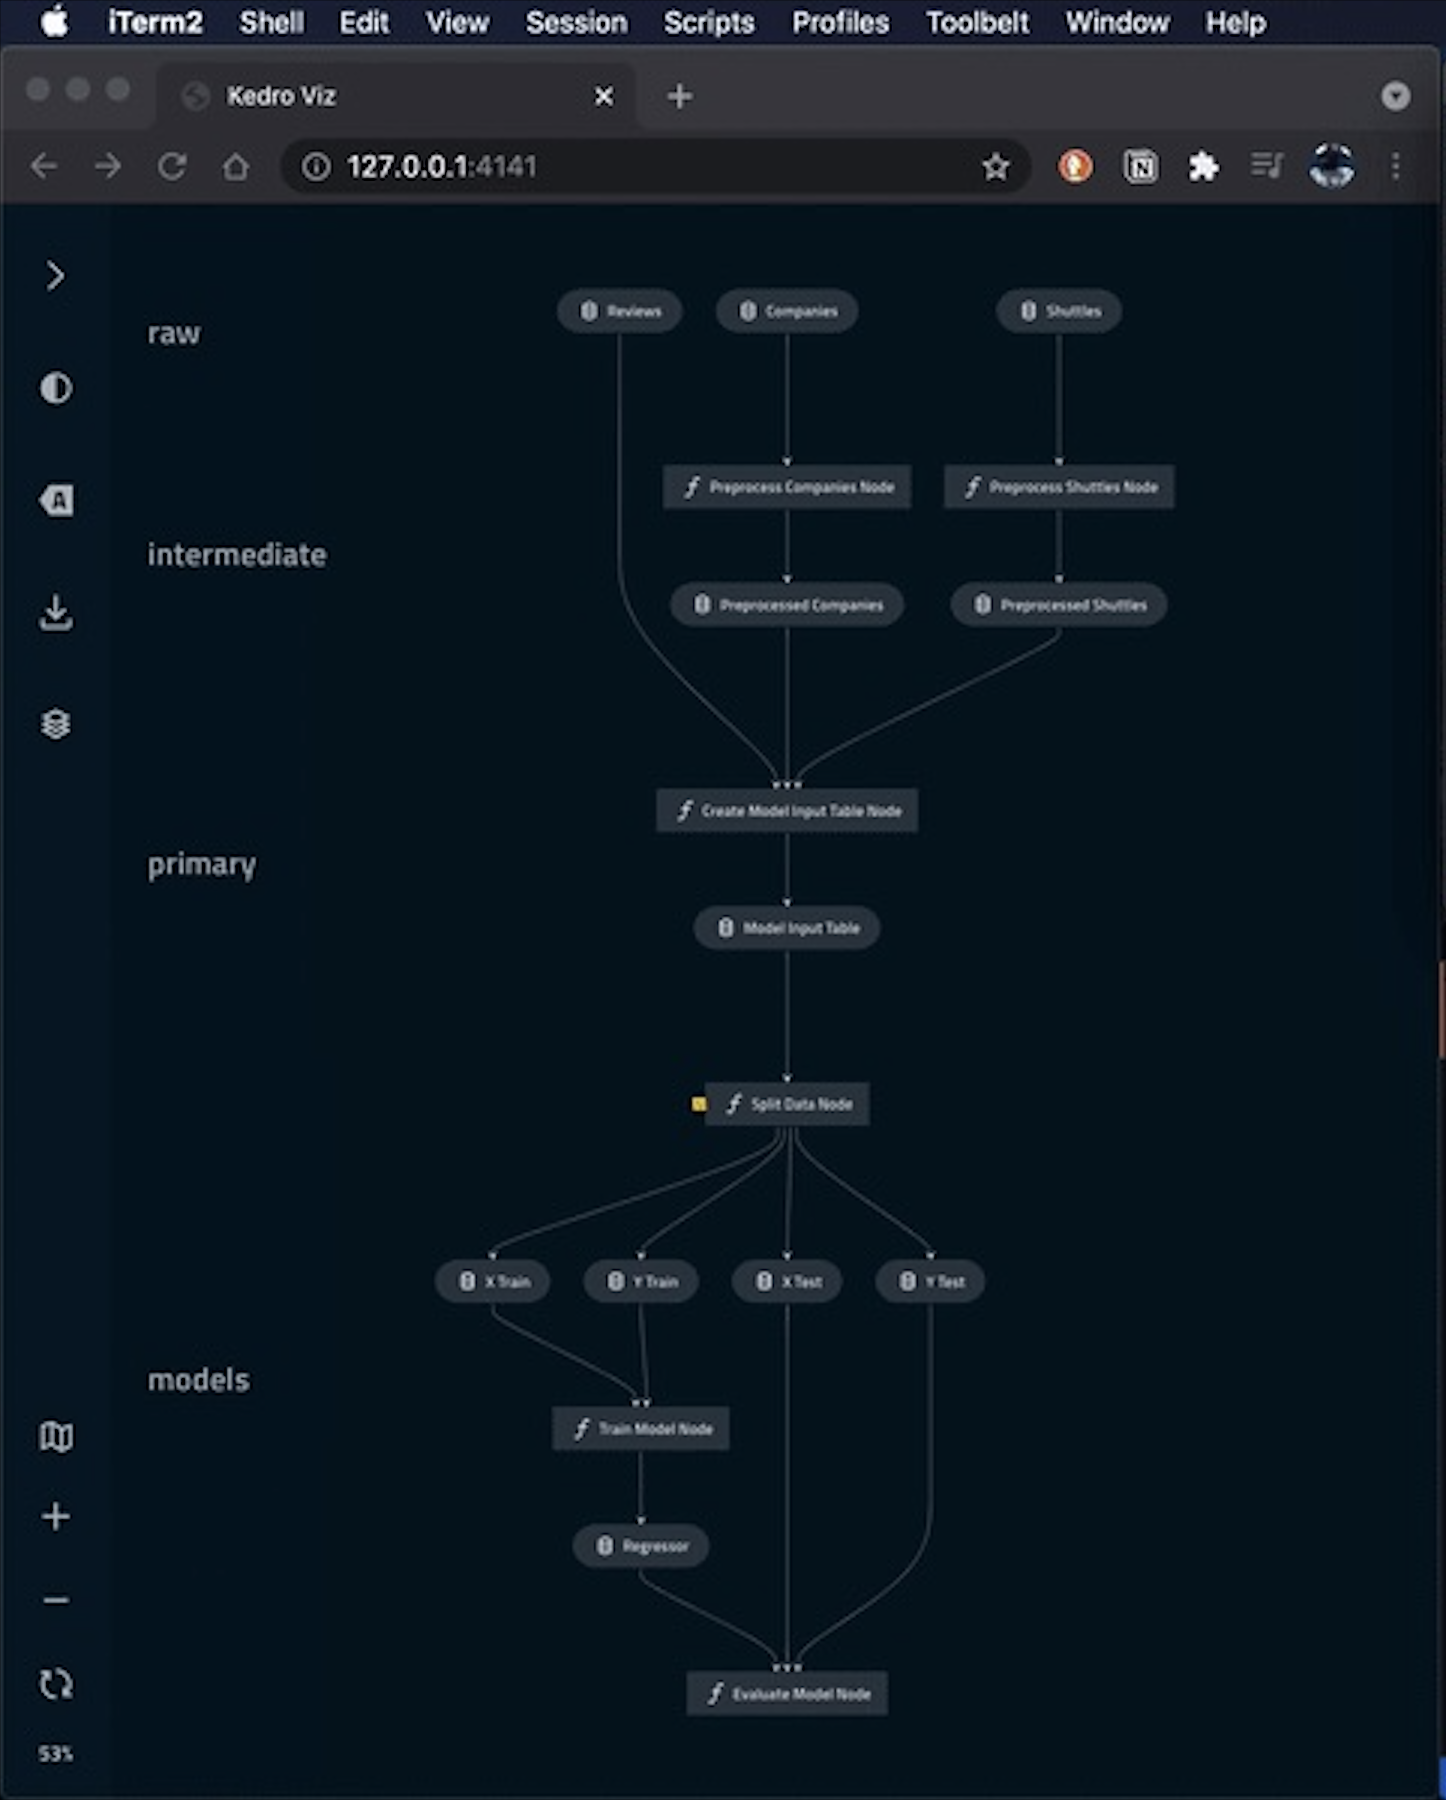 iTerm2 Shell Edit View Session Scripts Profiles Toolbelt Window Help
Kedro Viz
127.0.0.1:4141
raw
Reviews Companies Shuttles
Preprocess Companies Node Preprocess Shuttles Node
intermediate
Preprocessed Companies Preprocessed Shuttles
Create Model Input Table Node
primary
Model Input Table
Split Data Node
X Train Y Train X Test Y Test
models
Train Model Node
Regressor
Evaluate Model Node
53%